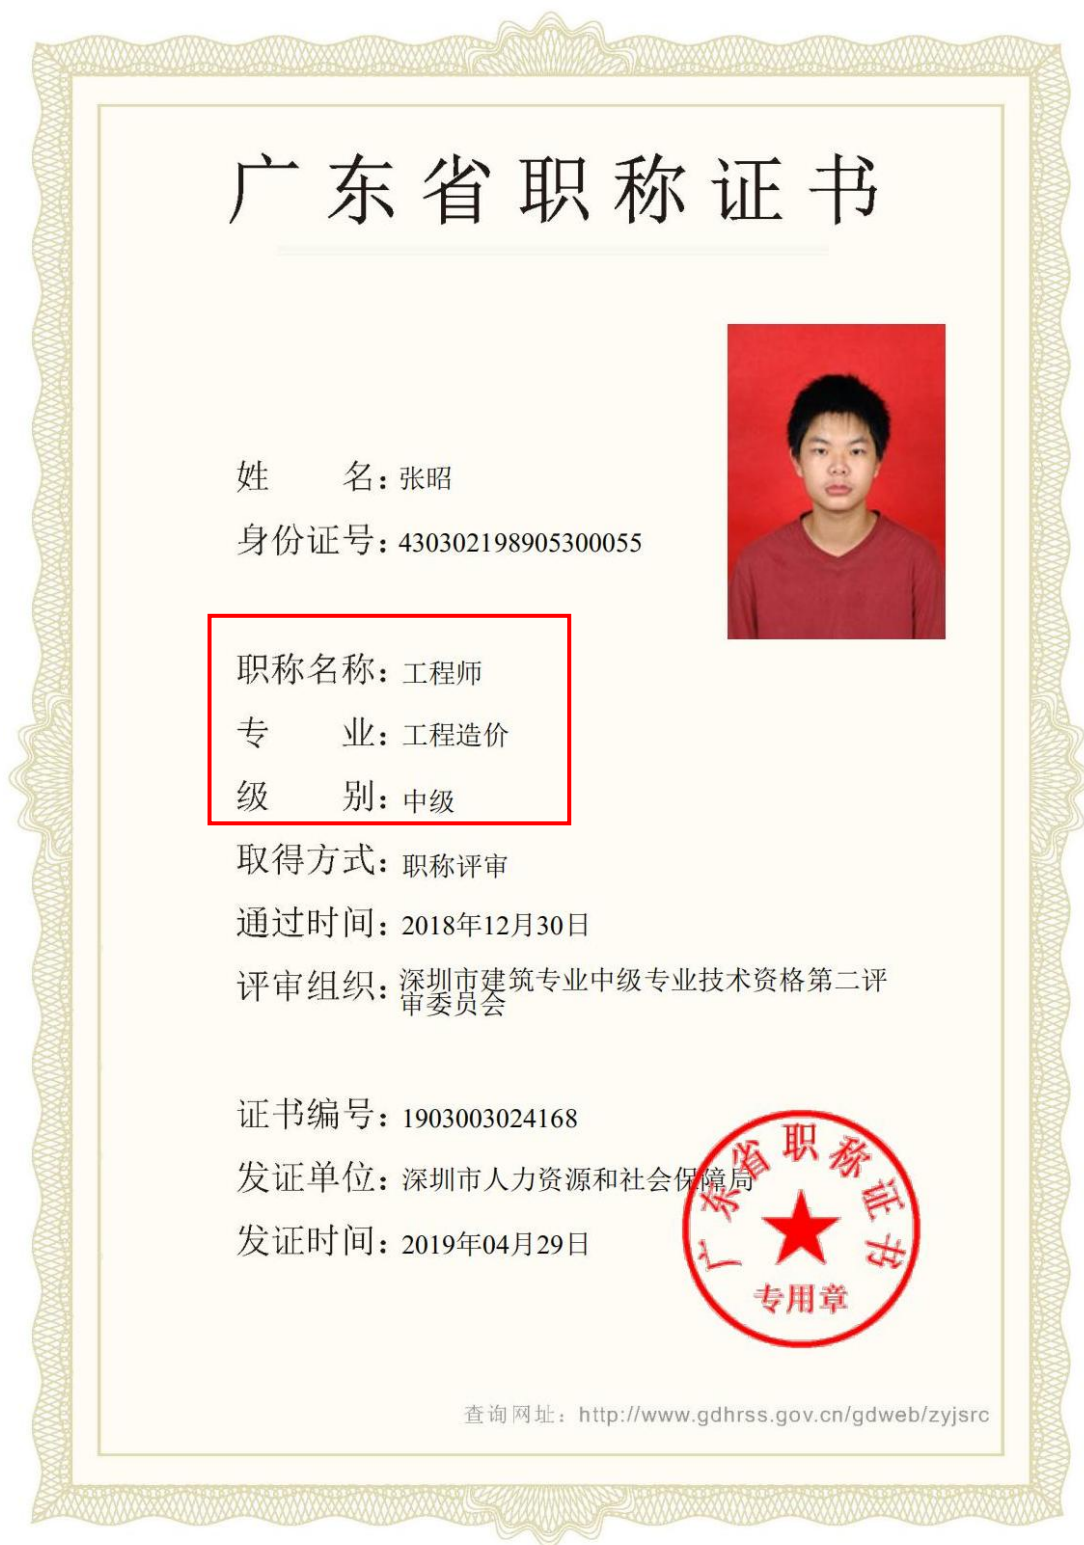 广东省职称证书
姓 名：张昭
身份证号：430302198905300055
职称名称：工程师
专 业：工程造价
级 别：中级
取得方式：职称评审
通过时间：2018年12月30日
评审组织：深圳市建筑专业中级专业技术资格第二评
审委员会
证书编号：1903003024168
发证单位：深圳市人力资源和社会保障局
发证时间：2019年04月29日
广东省职称证书
专用章
查询网址：http://www.gdhrss.gov.cn/gdweb/zyjsrc